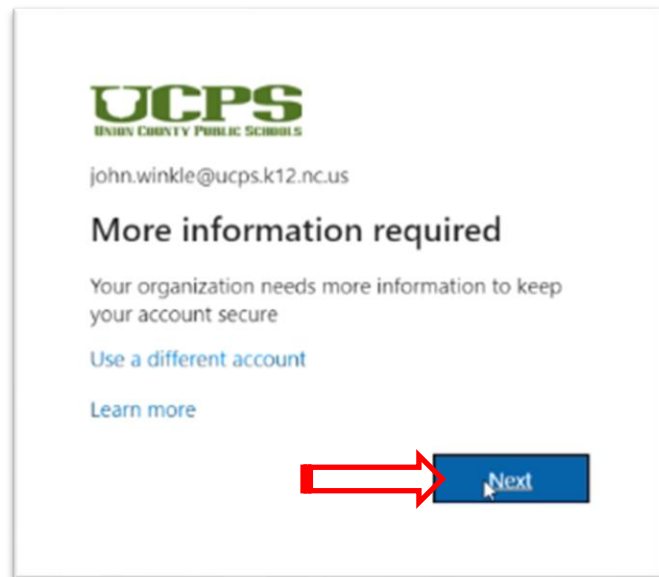 UCPS
UNION COUNTY PUBLIC SCHOOLS
john.winkle@ucps.k12.nc.us
More information required
Your organization needs more information to keep
your account secure
Use a different account
Learn more
Next